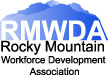 RMWDA
Rocky Mountain
Workforce Development
Association